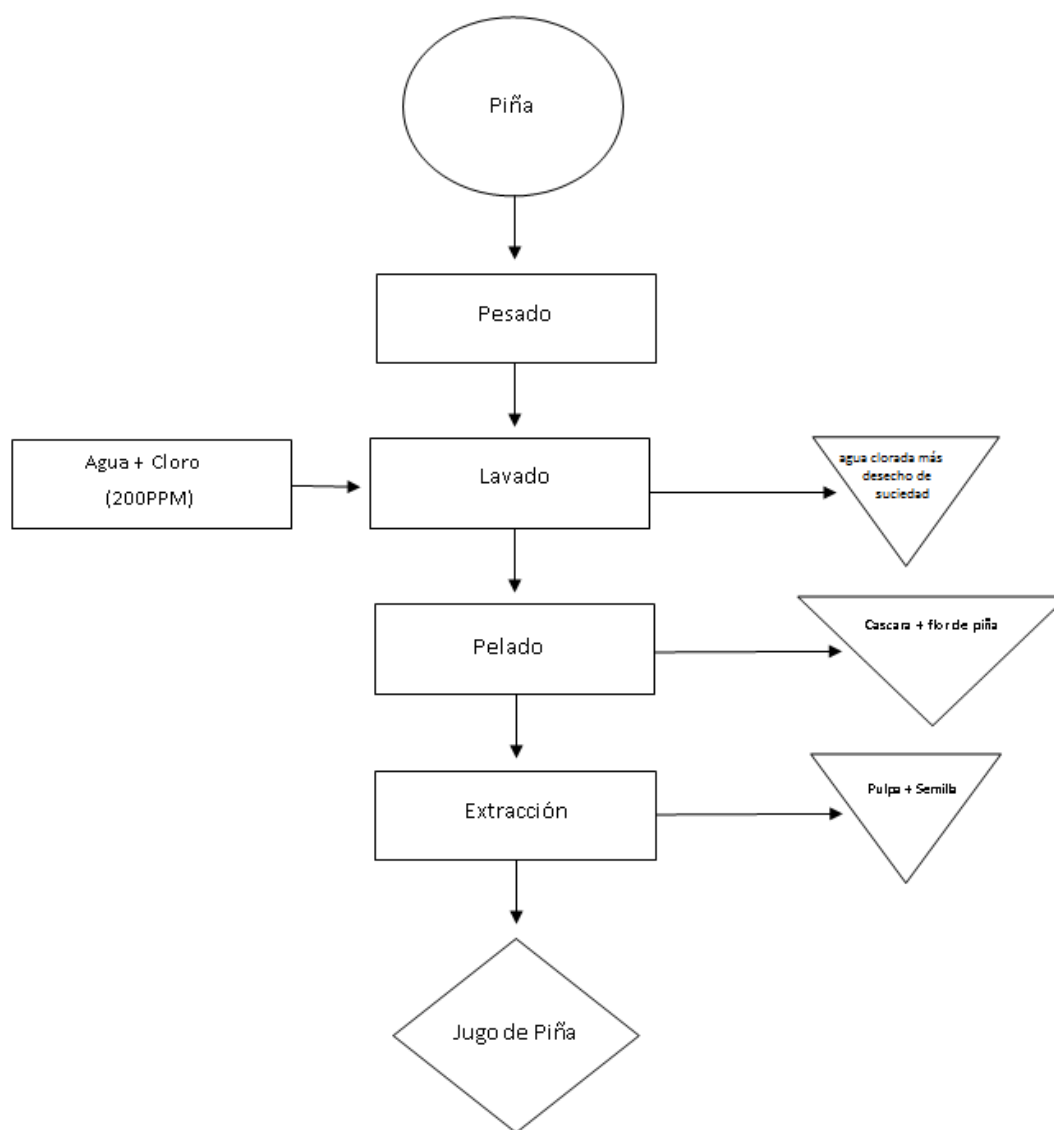 Piña
Pesado
Agua + Cloro
(200PPM)
Lavado
agua clorada más
desecho de
suciedad
Pelado
Cascara + flor de piña
Extracción
Pulpa + Semilla
Jugo de Piña